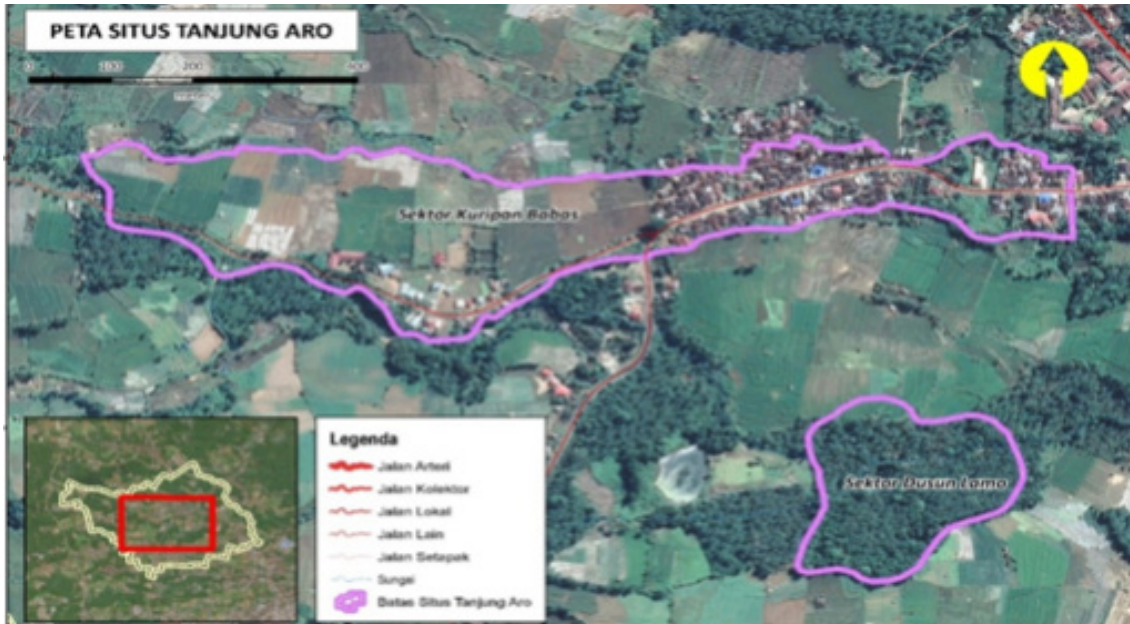 PETA SITUS TANJUNG ARO
0 100 200 400
Sektor Kuripan Babas
Sektor Dusun Lama
Legenda
Jalan Arteri
Jalan Kolektor
Jalan Lokal
Jalan Lain
Jalan Setapak
Sungai
Batas Situs Tanjung Aro